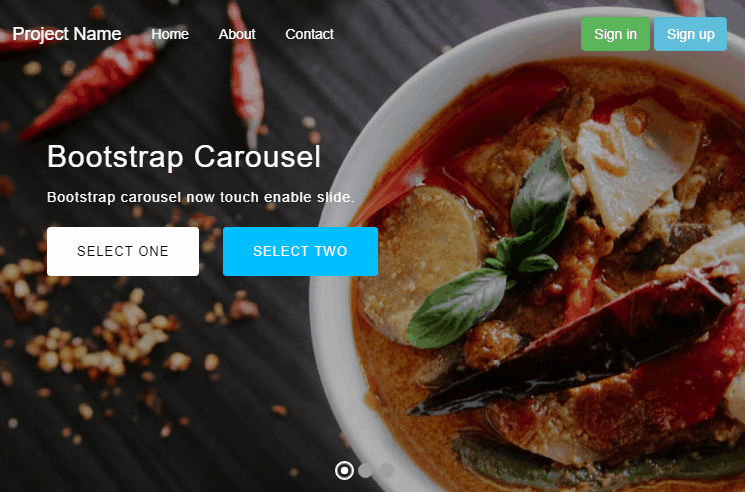 Project Name Home About Contact Sign in Sign up
Bootstrap Carousel
Bootstrap carousel now touch enable slide.
SELECT ONE SELECT TWO